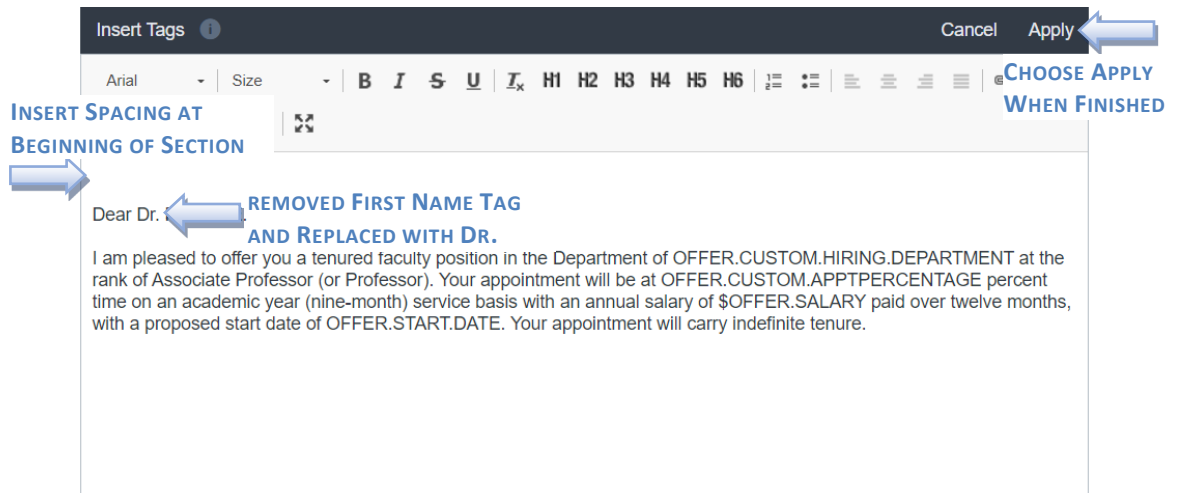 Insert Tags i Cancel Apply
Arial Size B I S U Ix H1 H2 H3 H4 H5 H6
CHOOSE APPLY
WHEN FINISHED
INSERT SPACING AT
BEGINNING OF SECTION
Dear Dr.
REMOVED FIRST NAME TAG
AND REPLACED WITH DR.
I am pleased to offer you a tenured faculty position in the Department of OFFER.CUSTOM.HIRING.DEPARTMENT at the
rank of Associate Professor (or Professor). Your appointment will be at OFFER.CUSTOM.APPTPERCENTAGE percent
time on an academic year (nine-month) service basis with an annual salary of $OFFER.SALARY paid over twelve months,
with a proposed start date of OFFER.START.DATE. Your appointment will carry indefinite tenure.